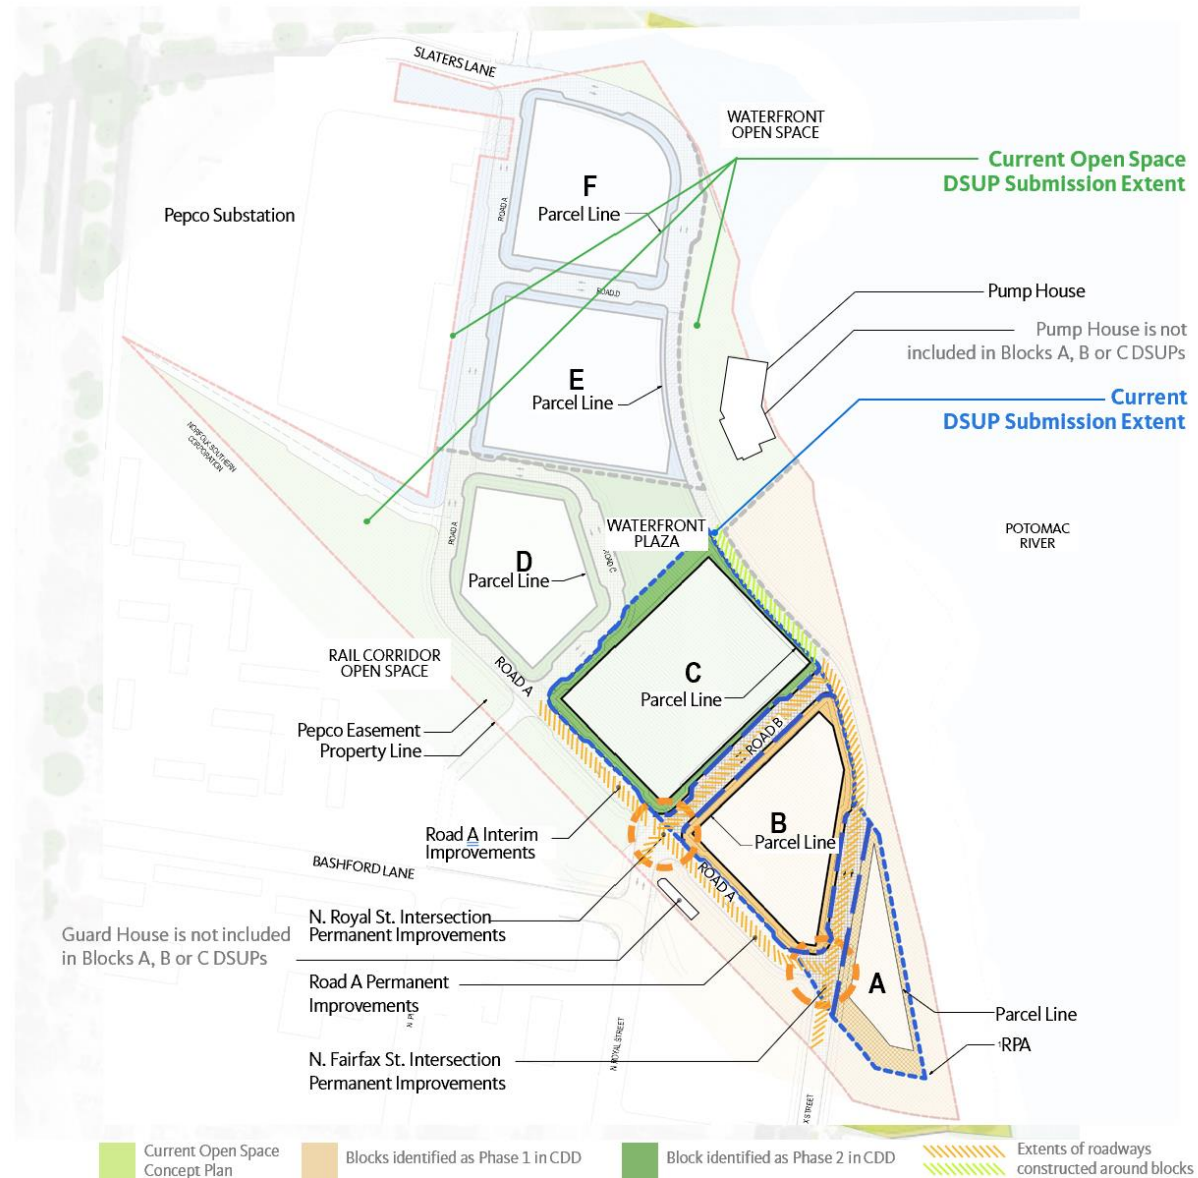 SLATERS LANE
WATERFRONT
OPEN SPACE
Current Open Space
DSUP Submission Extent
F
Parcel Line
ROAD A
Pepco Substation
ROAD D
Pump House
Pump House is not
included in Blocks A, B or C DSUPs
E
Parcel Line
Current
DSUP Submission Extent
NORFOLK SOUTHERN
CORPORATION
WATERFRONT
PLAZA
POTOMAC
RIVER
ROAD A
D
Parcel Line
ROAD C
RAIL CORRIDOR
OPEN SPACE
ROAD A
C
Parcel Line
Pepco Easement
Property Line
ROAD B
B
Parcel Line
Road A Interim
Improvements
BASHFORD LANE
ROAD A
N. Royal St. Intersection
Permanent Improvements
Guard House is not included
in Blocks A, B or C DSUPs
Road A Permanent
Improvements
A
Parcel Line
RPA
N ROYAL STREET
N. Fairfax St. Intersection
Permanent Improvements
X STREET
Current Open Space
Concept Plan
Blocks identified as Phase 1 in CDD
Block identified as Phase 2 in CDD
Extents of roadways
constructed around blocks